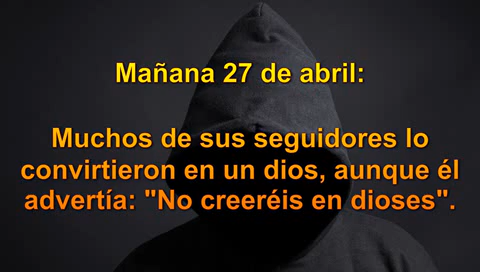 Mañana 27 de abril:
Muchos de sus seguidores lo
convirtieron en un dios, aunque él
advertía: "No creeréis en dioses".